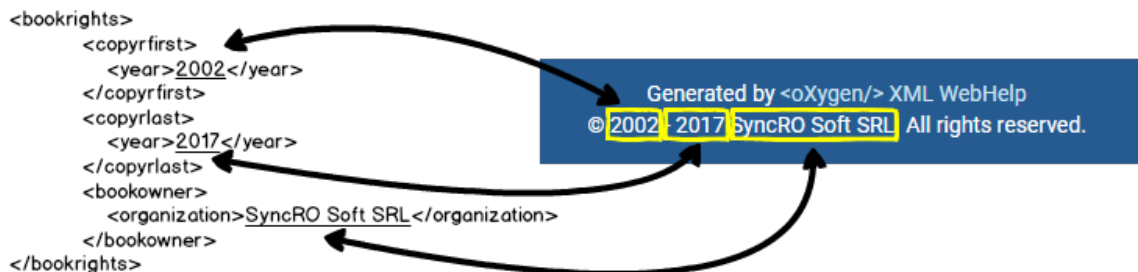 <bookrights>
<copyrfirst>
<year>2002</year>
</copyrfirst>
<copyrlast>
<year>2017</year>
</copyrlast>
<bookowner>
<organization>SyncRO Soft SRL</organization>
</bookowner>
</bookrights>
Generated by <oXygen/> XML WebHelp
© 2002 - 2017 SyncRO Soft SRL. All rights reserved.